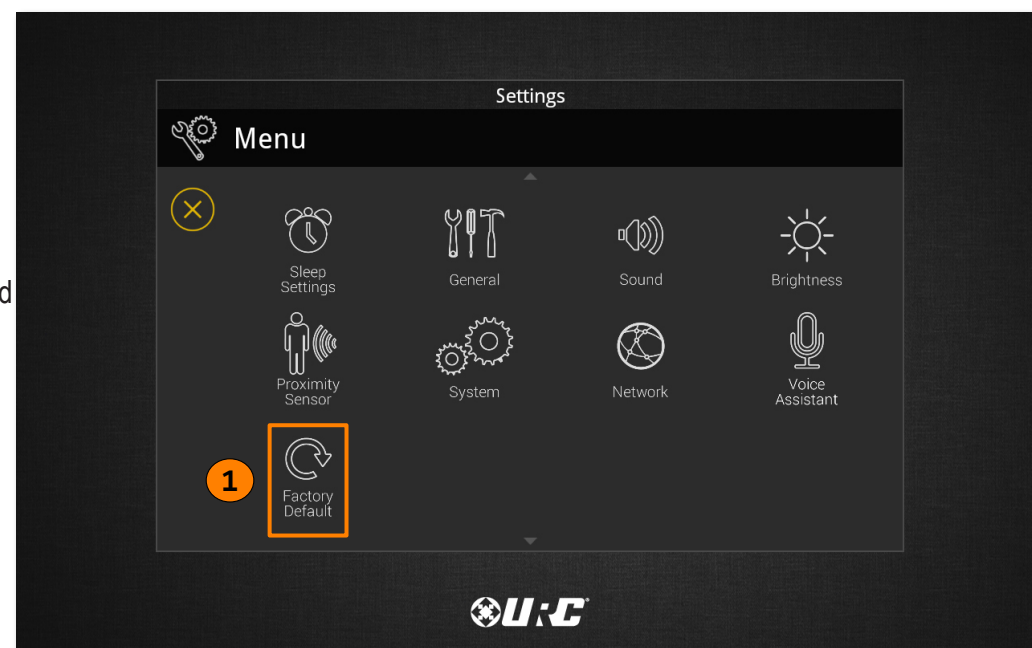 Settings
Menu
Sleep
Settings
General
Sound
Brightness
d
Proximity
Sensor
System
Network
Voice
Assistant
1
Factory
Default
URC